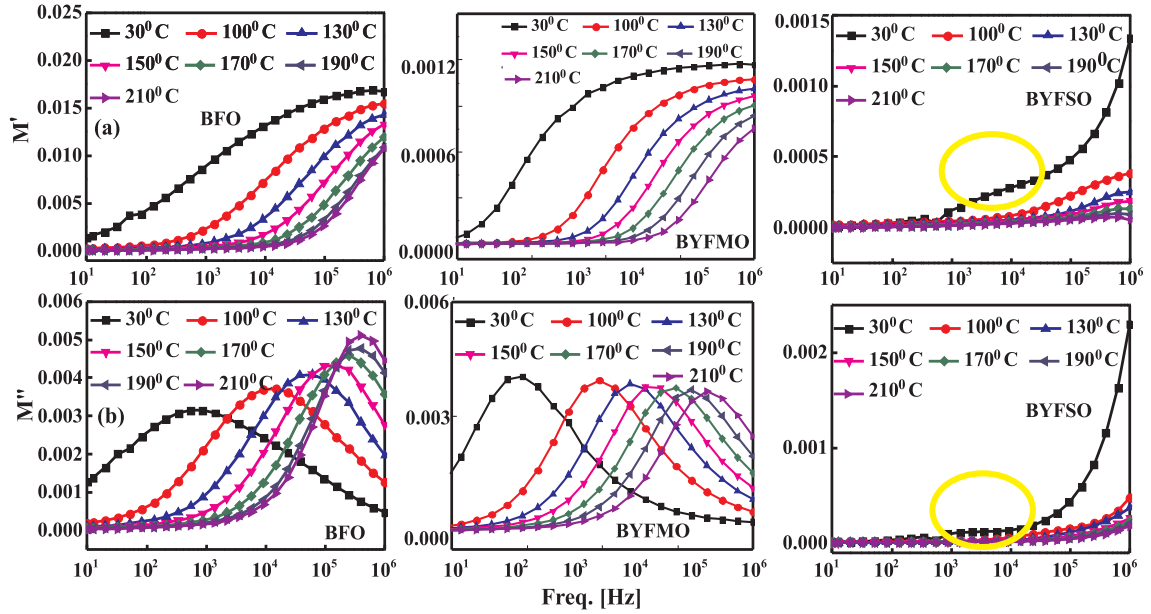 (a)
M'
0.025
0.020
0.015
0.010
0.005
0.000
30⁰ C 100⁰ C 130⁰ C
150⁰ C 170⁰ C 190⁰ C
210⁰ C
BFO
10¹ 10² 10³ 10⁴ 10⁵ 10⁶
0.0012
0.0006
0.0000
30⁰ C 100⁰ C 130⁰ C
150⁰ C 170⁰ C 190⁰ C
210⁰ C
BYFMO
10¹ 10² 10³ 10⁴ 10⁵ 10⁶
0.0015
0.0010
0.0005
0.0000
30⁰ C 100⁰ C 130⁰ C
150⁰ C 170⁰ C 190⁰ C
210⁰ C
BYFSO
10¹ 10² 10³ 10⁴ 10⁵ 10⁶
(b)
M"
0.006
0.005
0.004
0.003
0.002
0.001
0.000
30⁰ C 100⁰ C 130⁰ C
150⁰ C 170⁰ C
190⁰ C 210⁰ C
BFO
10¹ 10² 10³ 10⁴ 10⁵ 10⁶
0.006
0.003
0.000
30⁰ C 100⁰ C 130⁰ C
150⁰ C 170⁰ C 190⁰ C
210⁰ C
BYFMO
10¹ 10² 10³ 10⁴ 10⁵ 10⁶
0.002
0.001
0.000
30⁰ C 100⁰ C 130⁰ C
150⁰ C 170⁰ C 190⁰ C
210⁰ C
BYFSO
10¹ 10² 10³ 10⁴ 10⁵ 10⁶
Freq. [Hz]